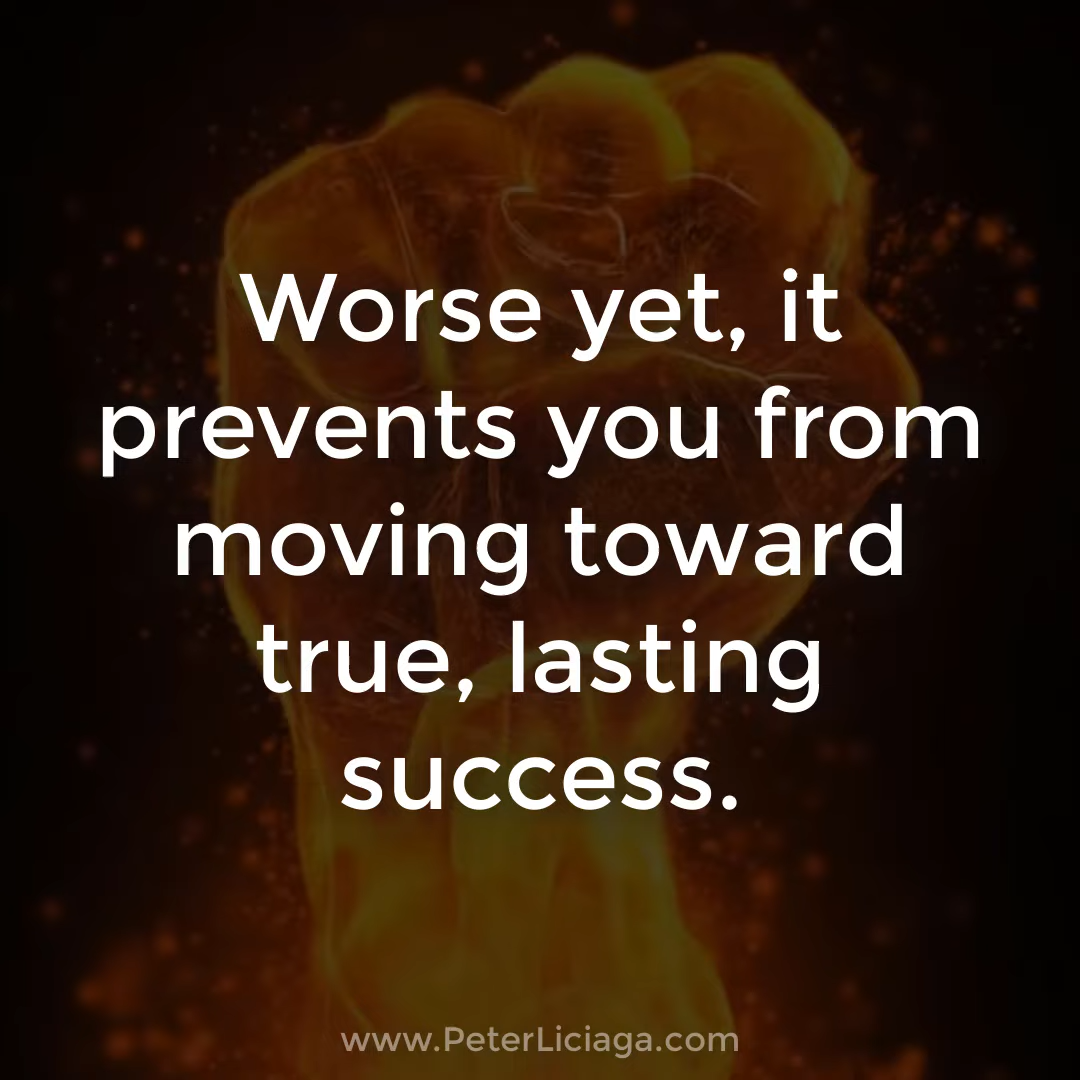 Worse yet, it
prevents you from
moving toward
true, lasting
success.
www.PeterLiciaga.com